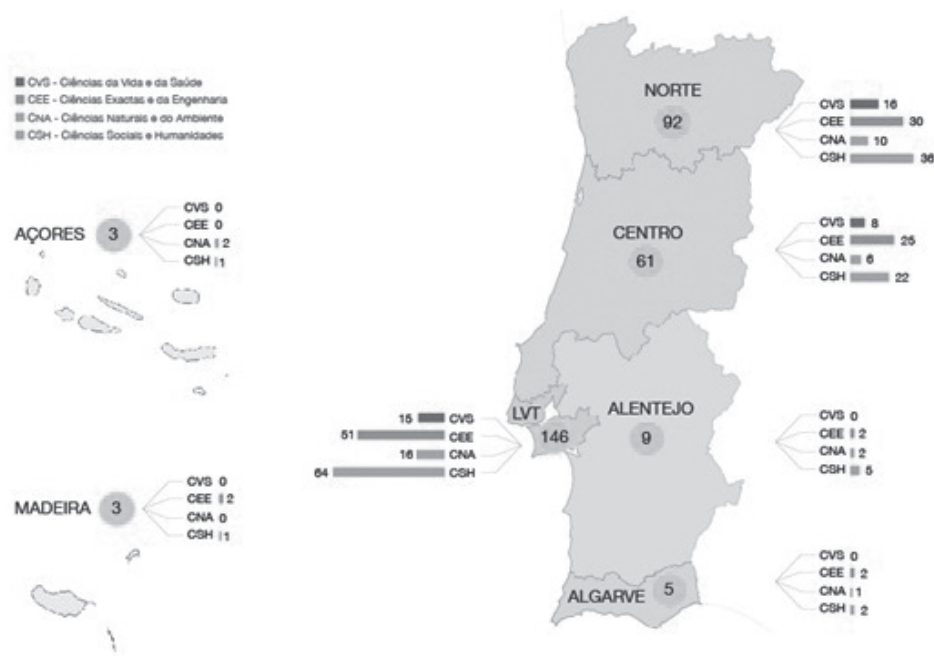 CVS - Ciências da Vida e da Saúde
CEE - Ciências Exactas e da Engenharia
CNA - Ciências Naturais e do Ambiente
CSH - Ciências Sociais e Humanidades
NORTE
92
CVS 16
CEE 30
CNA 10
CSH 36
AÇORES 3
CVS 0
CEE 0
CNA 2
CSH 1
CENTRO
61
CVS 8
CEE 25
CNA 6
CSH 22
LVT
146
15 CVS
51 CEE
16 CNA
64 CSH
ALENTEJO
9
CVS 0
CEE 2
CNA 2
CSH 5
MADEIRA 3
CVS 0
CEE 2
CNA 0
CSH 1
ALGARVE 5
CVS 0
CEE 2
CNA 1
CSH 2